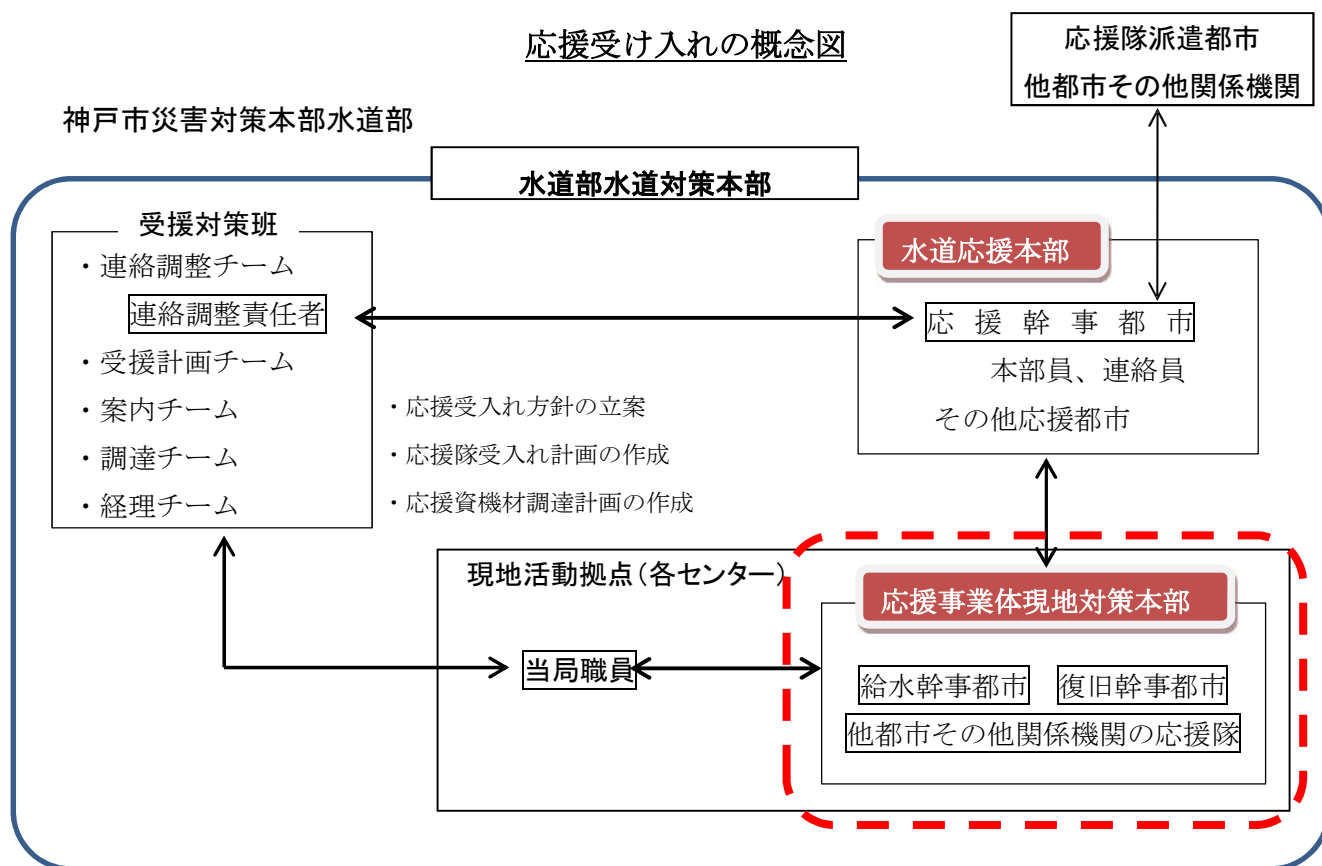 応援受け入れの概念図
応援隊派遣都市
他都市その他関係機関
神戸市災害対策本部水道部
水道部水道対策本部
受援対策班
・連絡調整チーム
連絡調整責任者
・受援計画チーム
・案内チーム
・調達チーム
・経理チーム
・応援受入れ方針の立案
・応援隊受入れ計画の作成
・応援資機材調達計画の作成
水道応援本部
応援幹事都市
本部員、連絡員
その他応援都市
現地活動拠点(各センター)
当局職員
応援事業体現地対策本部
給水幹事都市 復旧幹事都市
他都市その他関係機関の応援隊